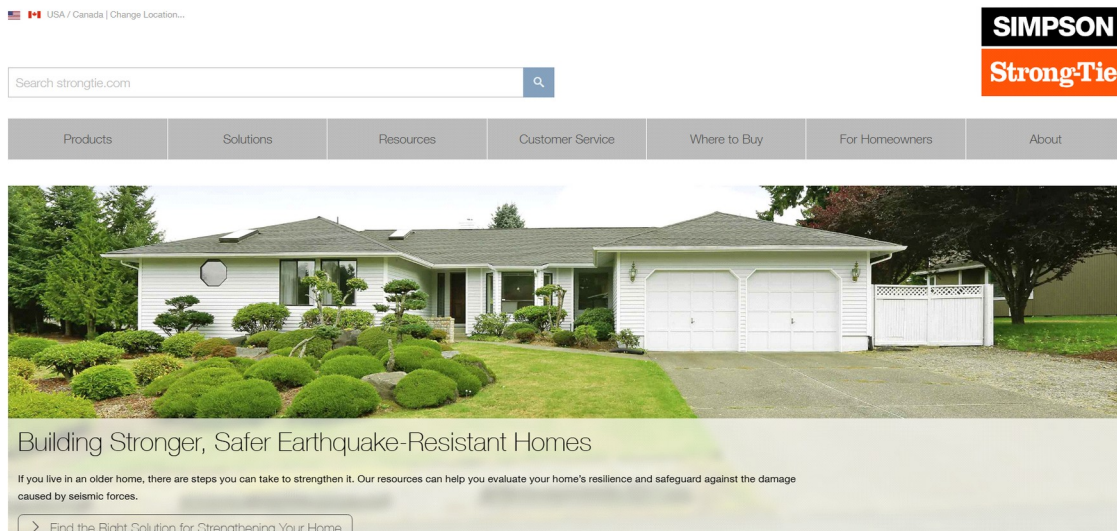 USA / Canada | Change Location...
SIMPSON
Strong-Tie
Search strongtie.com
Products
Solutions
Resources
Customer Service
Where to Buy
For Homeowners
About
Building Stronger, Safer Earthquake-Resistant Homes
If you live in an older home, there are steps you can take to strengthen it. Our resources can help you evaluate your home's resilience and safeguard against the damage
caused by seismic forces.
Find the Right Solution for Strengthening Your Home